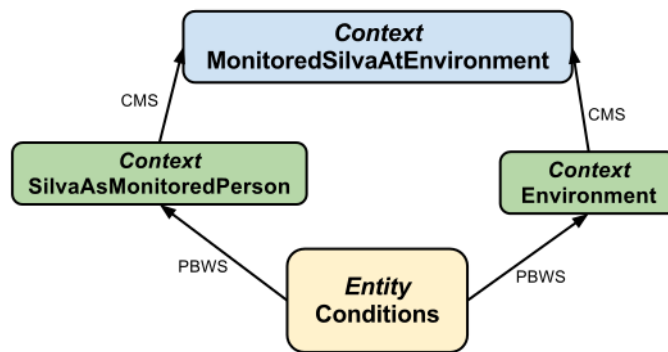 Context
MonitoredSilvaAtEnvironment
CMS
CMS
Context
SilvaAsMonitoredPerson
Context
Environment
PBWS
PBWS
Entity
Conditions